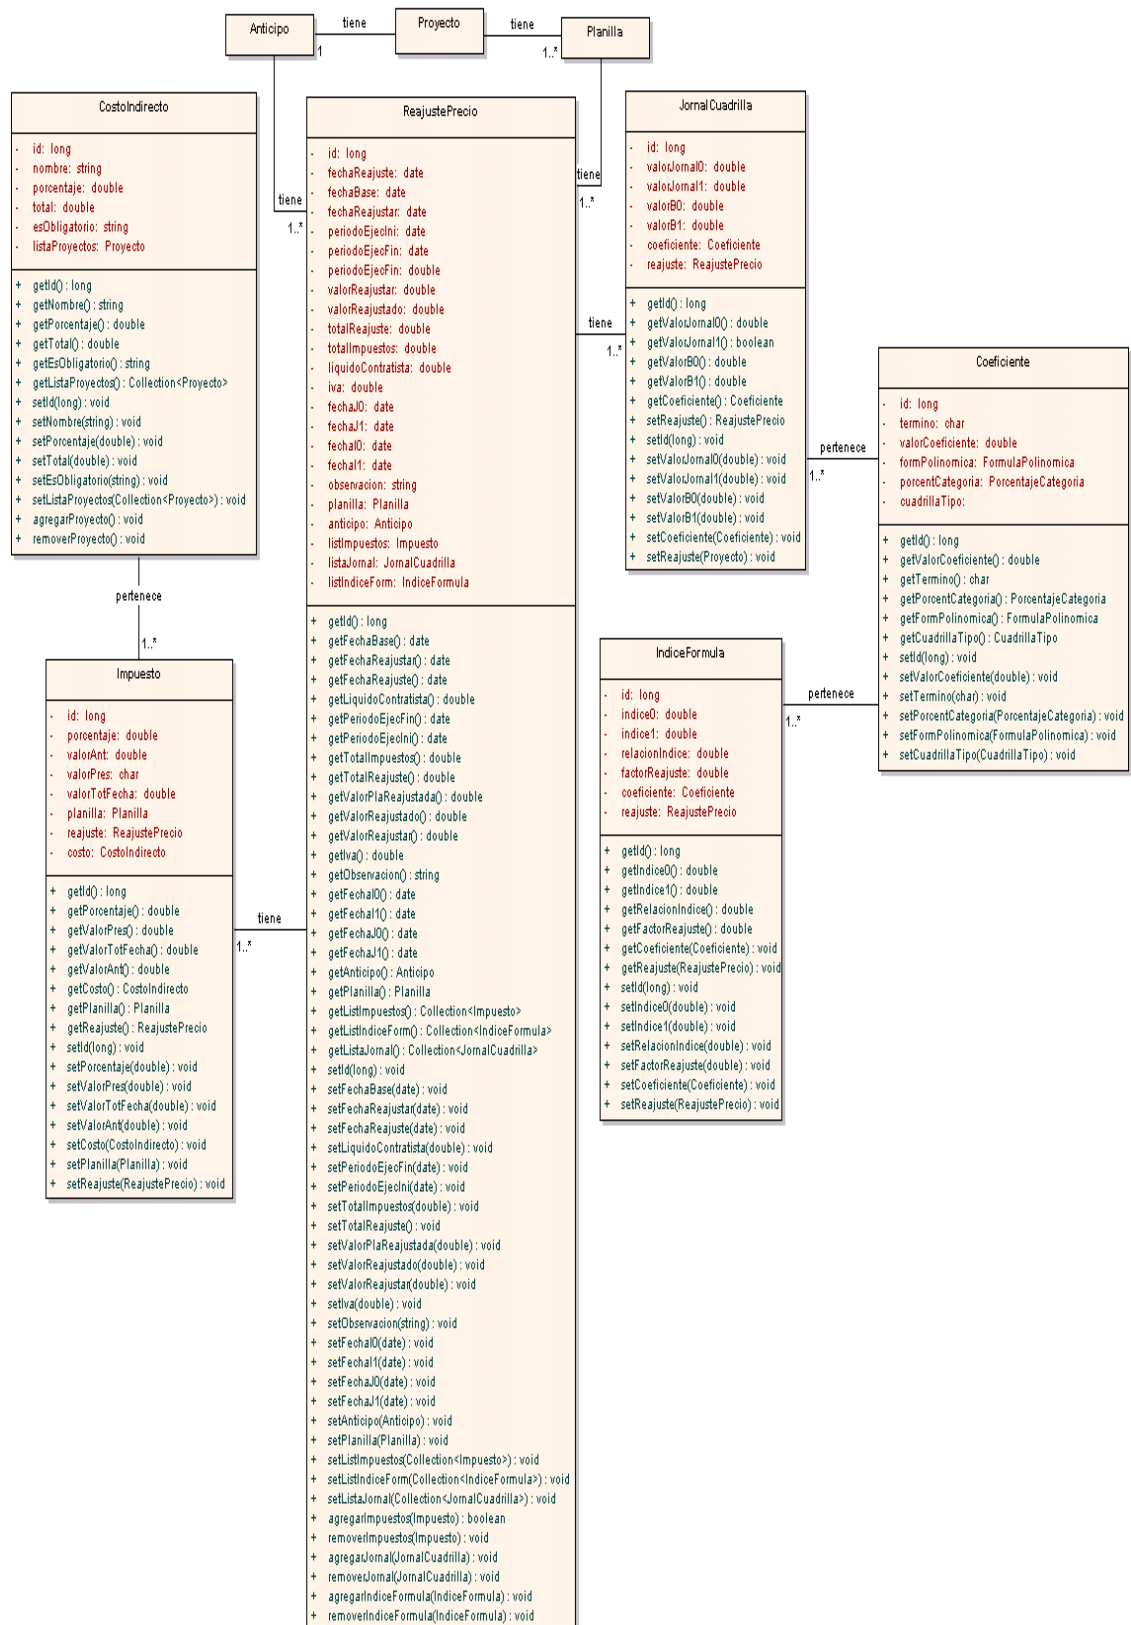 Anticipo
tiene
1
Proyecto
tiene
1..*
Planilla
CostoIndirecto
- id: long
- nombre: string
- porcentaje: double
- total: double
- esObligatorio: string
- listaProyectos: Proyecto
+ getId() : long
+ getNombre() : string
+ getPorcentaje() : double
+ getTotal() : double
+ getEsObligatorio() : string
+ getListaProyectos() : Collection<Proyecto>
+ setId(long) : void
+ setNombre(string) : void
+ setPorcentaje(double) : void
+ setTotal(double) : void
+ setEsObligatorio(string) : void
+ setListaProyectos(Collection<Proyecto>) : void
+ agregarProyecto() : void
+ removerProyecto() : void
pertenece
1..*
Impuesto
- id: long
- porcentaje: double
- valorAnt: double
- valorPres: char
- valorTotFecha: double
- planilla: Planilla
- reajuste: ReajustePrecio
- costo: CostoIndirecto
+ getId() : long
+ getPorcentaje() : double
+ getValorPres() : double
+ getValorTotFecha() : double
+ getValorAnt() : double
+ getCosto() : CostoIndirecto
+ getPlanilla() : Planilla
+ getReajuste() : ReajustePrecio
+ setId(long) : void
+ setPorcentaje(double) : void
+ setValorPres(double) : void
+ setValorTotFecha(double) : void
+ setValorAnt(double) : void
+ setCosto(CostoIndirecto) : void
+ setPlanilla(Planilla) : void
+ setReajuste(ReajustePrecio) : void
tiene
1..*
tiene
1..*
ReajustePrecio
- id: long
- fechaReajuste: date
- fechaBase: date
- fechaReajustar: date
- periodoEjecIni: date
- periodoEjecFin: date
- periodoEjecFin: double
- valorReajustar: double
- valorReajustado: double
- totalReajuste: double
- totalImpuestos: double
- liquidoContratista: double
- iva: double
- fechaJ0: date
- fechaJ1: date
- fechaI0: date
- fechaI1: date
- observacion: string
- planilla: Planilla
- anticipo: Anticipo
- listImpuestos: Impuesto
- listaJornal: JornalCuadrilla
- listIndiceForm: IndiceFormula
+ getId() : long
+ getFechaBase() : date
+ getFechaReajustar() : date
+ getFechaReajuste() : date
+ getLiquidoContratista() : double
+ getPeriodoEjecFin() : date
+ getPeriodoEjecIni() : date
+ getTotalImpuestos() : double
+ getTotalReajuste() : double
+ getValorPlaReajustada() : double
+ getValorReajustado() : double
+ getValorReajustar() : double
+ getIva() : double
+ getObservacion() : string
+ getFechaI0() : date
+ getFechaI1() : date
+ getFechaJ0() : date
+ getFechaJ1() : date
+ getAnticipo() : Anticipo
+ getPlanilla() : Planilla
+ getListImpuestos() : Collection<Impuesto>
+ getListIndiceForm() : Collection<IndiceFormula>
+ getListaJornal() : Collection<JornalCuadrilla>
+ setId(long) : void
+ setFechaBase(date) : void
+ setFechaReajustar(date) : void
+ setFechaReajuste(date) : void
+ setLiquidoContratista(double) : void
+ setPeriodoEjecFin(date) : void
+ setPeriodoEjecIni(date) : void
+ setTotalImpuestos(double) : void
+ setTotalReajuste() : void
+ setValorPlaReajustada(double) : void
+ setValorReajustado(double) : void
+ setValorReajustar(double) : void
+ setIva(double) : void
+ setObservacion(string) : void
+ setFechaI0(date) : void
+ setFechaI1(date) : void
+ setFechaJ0(date) : void
+ setFechaJ1(date) : void
+ setAnticipo(Anticipo) : void
+ setPlanilla(Planilla) : void
+ setListImpuestos(Collection<Impuesto>) : void
+ setListIndiceForm(Collection<IndiceFormula>) : void
+ setListaJornal(Collection<JornalCuadrilla>) : void
+ agregarImpuestos(Impuesto) : boolean
+ removerImpuestos(Impuesto) : void
+ agregarJornal(JornalCuadrilla) : void
+ removerJornal(JornalCuadrilla) : void
+ agregarIndiceFormula(IndiceFormula) : void
+ removerIndiceFormula(IndiceFormula) : void
tiene
1..*
tiene
1..*
JornalCuadrilla
- id: long
- valorJornal0: double
- valorJornal1: double
- valorB0: double
- valorB1: double
- coeficiente: Coeficiente
- reajuste: ReajustePrecio
+ getId() : long
+ getValorJornal0() : double
+ getValorJornal1() : boolean
+ getValorB0() : double
+ getValorB1() : double
+ getCoeficiente() : Coeficiente
+ setReajuste() : ReajustePrecio
+ setId(long) : void
+ setValorJornal0(double) : void
+ setValorJornal1(double) : void
+ setValorB0(double) : void
+ setValorB1(double) : void
+ setCoeficiente(Coeficiente) : void
+ setReajuste(Proyecto) : void
pertenece
1..*
Coeficiente
- id: long
- termino: char
- valorCoeficiente: double
- formPolinomica: FormulaPolinomica
- porcentCategoria: PorcentajeCategoria
- cuadrillaTipo:
+ getId() : long
+ getValorCoeficiente() : double
+ getTermino() : char
+ getPorcentCategoria() : PorcentajeCategoria
+ getFormPolinomica() : FormulaPolinomica
+ getCuadrillaTipo() : CuadrillaTipo
+ setId(long) : void
+ setValorCoeficiente(double) : void
+ setTermino(char) : void
+ setPorcentCategoria(PorcentajeCategoria) : void
+ setFormPolinomica(FormulaPolinomica) : void
+ setCuadrillaTipo(CuadrillaTipo) : void
pertenece
1..*
IndiceFormula
- id: long
- indice0: double
- indice1: double
- relacionIndice: double
- factorReajuste: double
- coeficiente: Coeficiente
- reajuste: ReajustePrecio
+ getId() : long
+ getIndice0() : double
+ getIndice1() : double
+ getRelacionIndice() : double
+ getFactorReajuste() : double
+ getCoeficiente(Coeficiente) : void
+ getReajuste(ReajustePrecio) : void
+ setId(long) : void
+ setIndice0(double) : void
+ setIndice1(double) : void
+ setRelacionIndice(double) : void
+ setFactorReajuste(double) : void
+ setCoeficiente(Coeficiente) : void
+ setReajuste(ReajustePrecio) : void